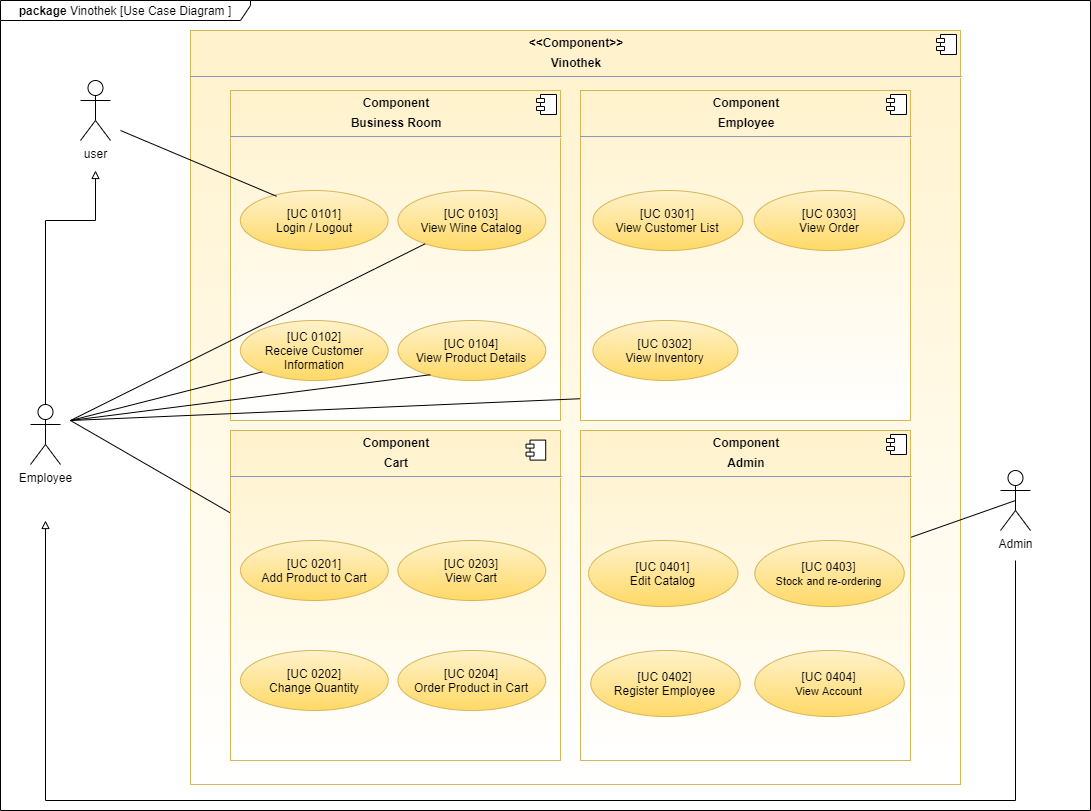 package Vinothek [Use Case Diagram ]
<<Component>>
Vinothek
Component
Business Room
Component
Employee
user
[UC 0101]
Login / Logout
[UC 0103]
View Wine Catalog
[UC 0301]
View Customer List
[UC 0303]
View Order
[UC 0102]
Receive Customer
Information
[UC 0104]
View Product Details
[UC 0302]
View Inventory
Employee
Component
Cart
Component
Admin
Admin
[UC 0201]
Add Product to Cart
[UC 0203]
View Cart
[UC 0401]
Edit Catalog
[UC 0403]
Stock and re-ordering
[UC 0202]
Change Quantity
[UC 0204]
Order Product in Cart
[UC 0402]
Register Employee
[UC 0404]
View Account